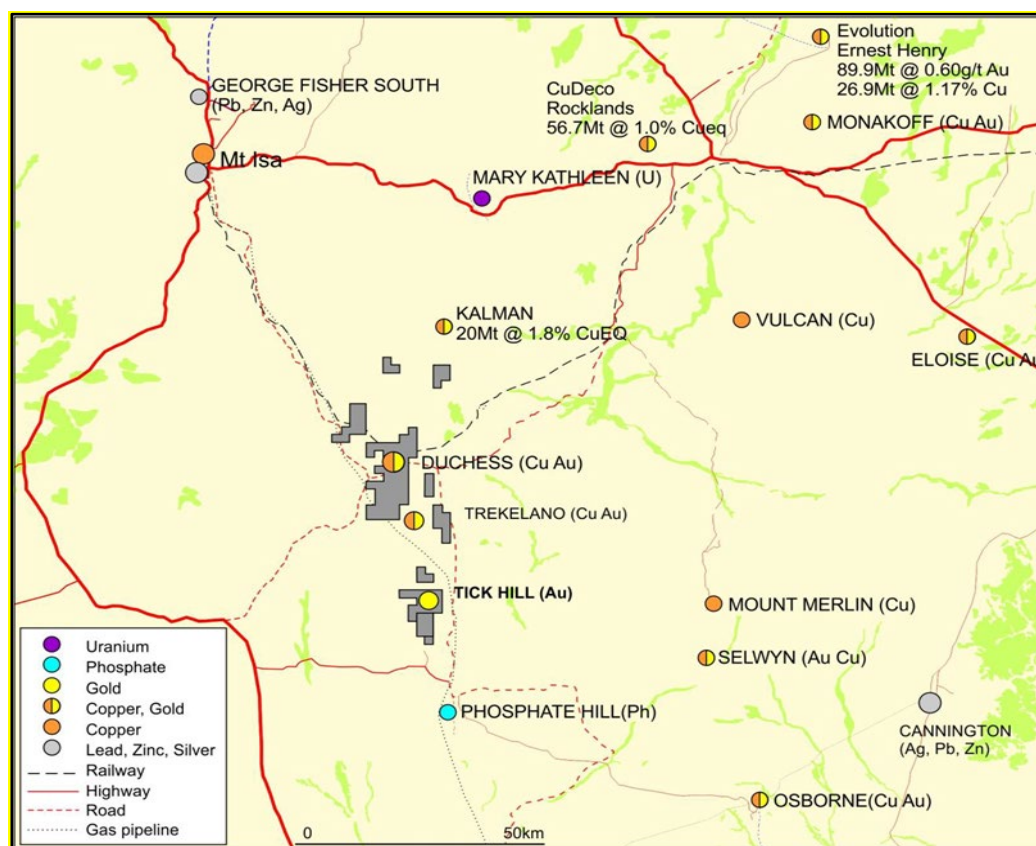 Evolution
Ernest Henry
89.9Mt @ 0.60g/t Au
26.9Mt @ 1.17% Cu
GEORGE FISHER SOUTH
(Pb, Zn, Ag)
CuDeco
Rocklands
56.7Mt @ 1.0% Cueq
MONAKOFF (Cu Au)
Mt Isa
MARY KATHLEEN (U)
KALMAN
20Mt @ 1.8% CuEQ
VULCAN (Cu)
ELOISE (Cu Au
DUCHESS (Cu Au)
TREKELANO (Cu Au)
TICK HILL (Au)
MOUNT MERLIN (Cu)
SELWYN (Au Cu)
PHOSPHATE HILL(Ph)
CANNINGTON
(Ag, Pb, Zn)
OSBORNE(Cu Au)
Uranium
Phosphate
Gold
Copper, Gold
Copper
Lead, Zinc, Silver
Railway
Highway
Road
Gas pipeline
0 50km